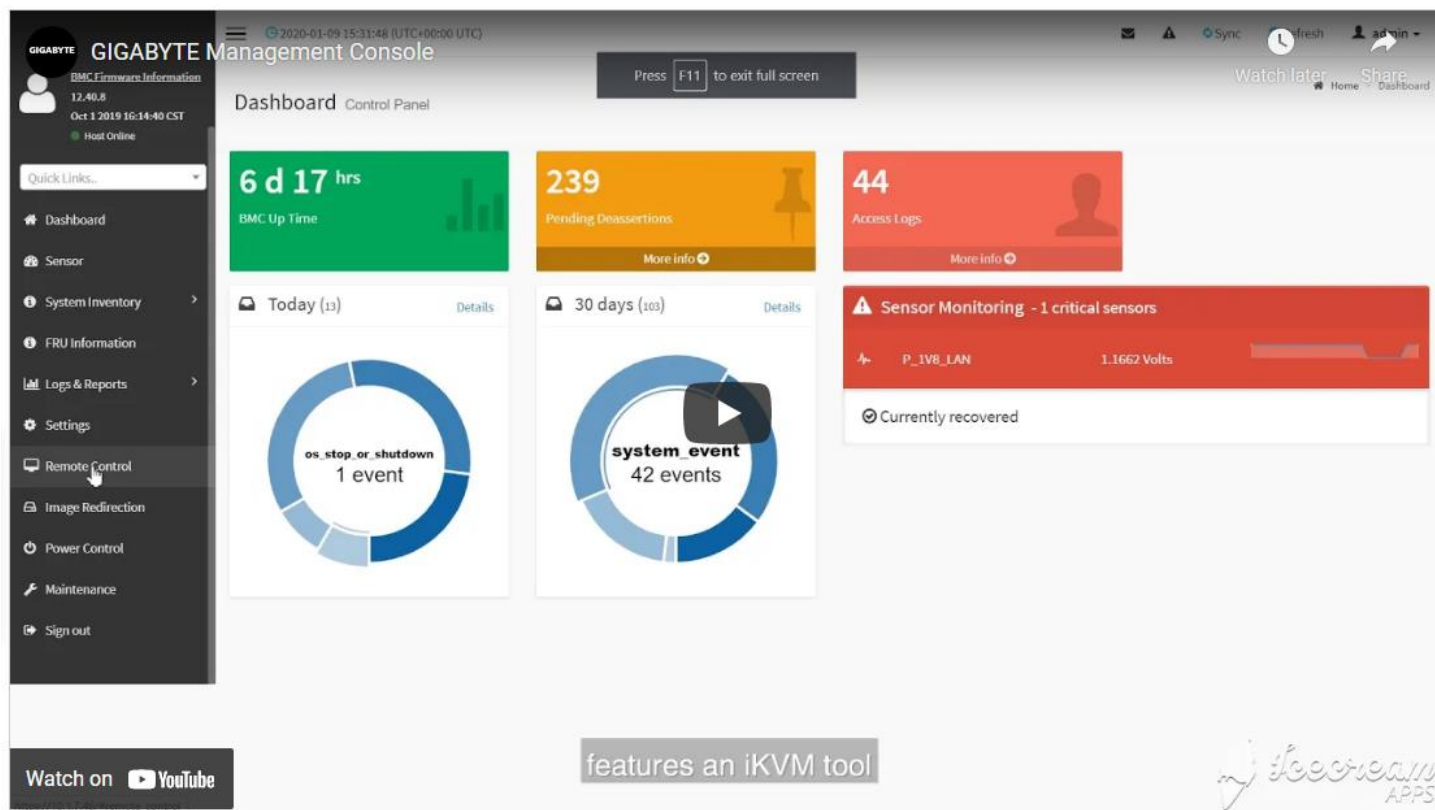 GIGABYTE
GIGABYTE Management Console
2020-01-09 15:31:48 (UTC+00:00 UTC)
Sync
Refresh
admin
Watch later
Share
Press F11 to exit full screen
BMC Firmware Information
12.40.8
Oct 1 2019 16:14:40 CST
Host Online
Dashboard Control Panel
Home > Dashboard
Quick Links..
Dashboard
Sensor
System Inventory >
FRU Information
Logs & Reports >
Settings
Remote Control
Image Redirection
Power Control
Maintenance
Sign out
6 d 17 hrs
BMC Up Time
239
Pending Deassertions
More info
44
Access Logs
More info
Today (13)
Details
os_stop_or_shutdown
1 event
30 days (103)
Details
system_event
42 events
Sensor Monitoring - 1 critical sensors
P_1V8_LAN
1.1662 Volts
Currently recovered
features an iKVM tool
Watch on YouTube
Icecream
APPS